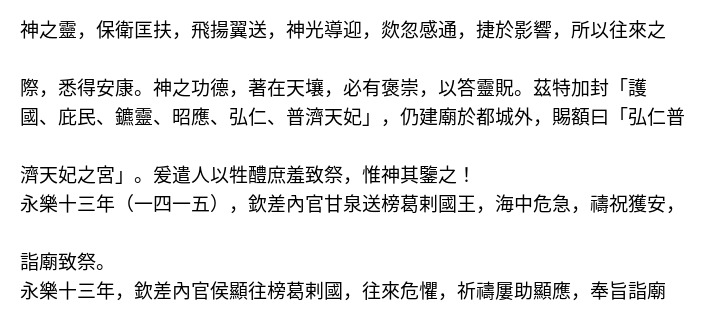 神之靈，保衛匡扶，飛揚翼送，神光導迎，欻忽感通，捷於影響，所以往來之
際，悉得安康。神之功德，著在天壤，必有褒崇，以答靈貺。茲特加封「護
國、庇民、鑣靈、昭應、弘仁、普濟天妃」，仍建廟於都城外，賜額曰「弘仁普
濟天妃之宮」。爰遣人以牲醴庶羞致祭，惟神其鑒之！
永樂十三年（一四一五），欽差內官甘泉送榜葛剌國王，海中危急，禱祝獲安，
詣廟致祭。
永樂十三年，欽差內官侯顯往榜葛剌國，往來危懼，祈禱屢助顯應，奉旨詣廟